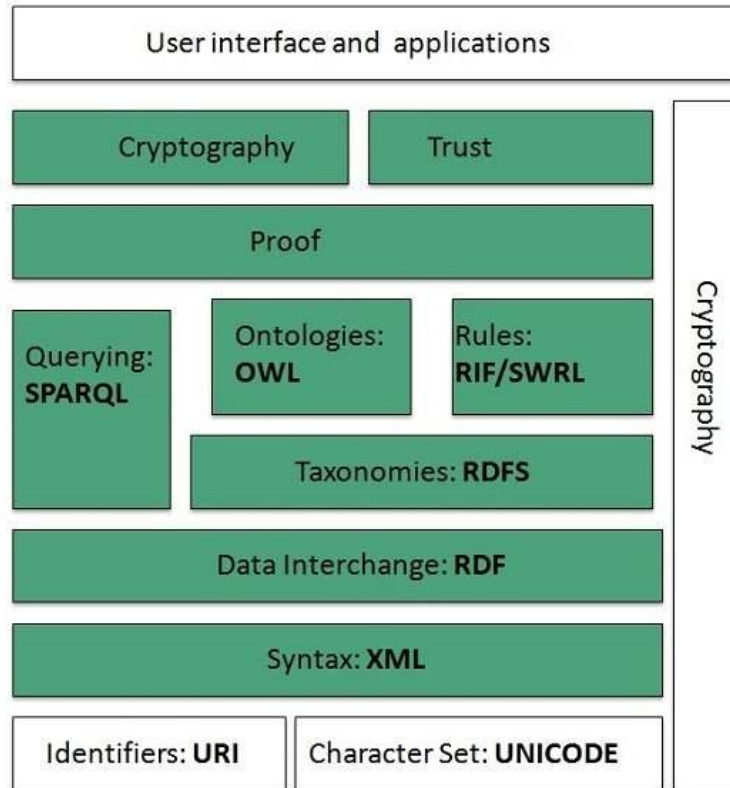 User interface and applications
Cryptography
Trust
Proof
Querying:
SPARQL
Ontologies:
OWL
Rules:
RIF/SWRL
Taxonomies: RDFS
Data Interchange: RDF
Syntax: XML
Identifiers: URI
Character Set: UNICODE
Cryptography